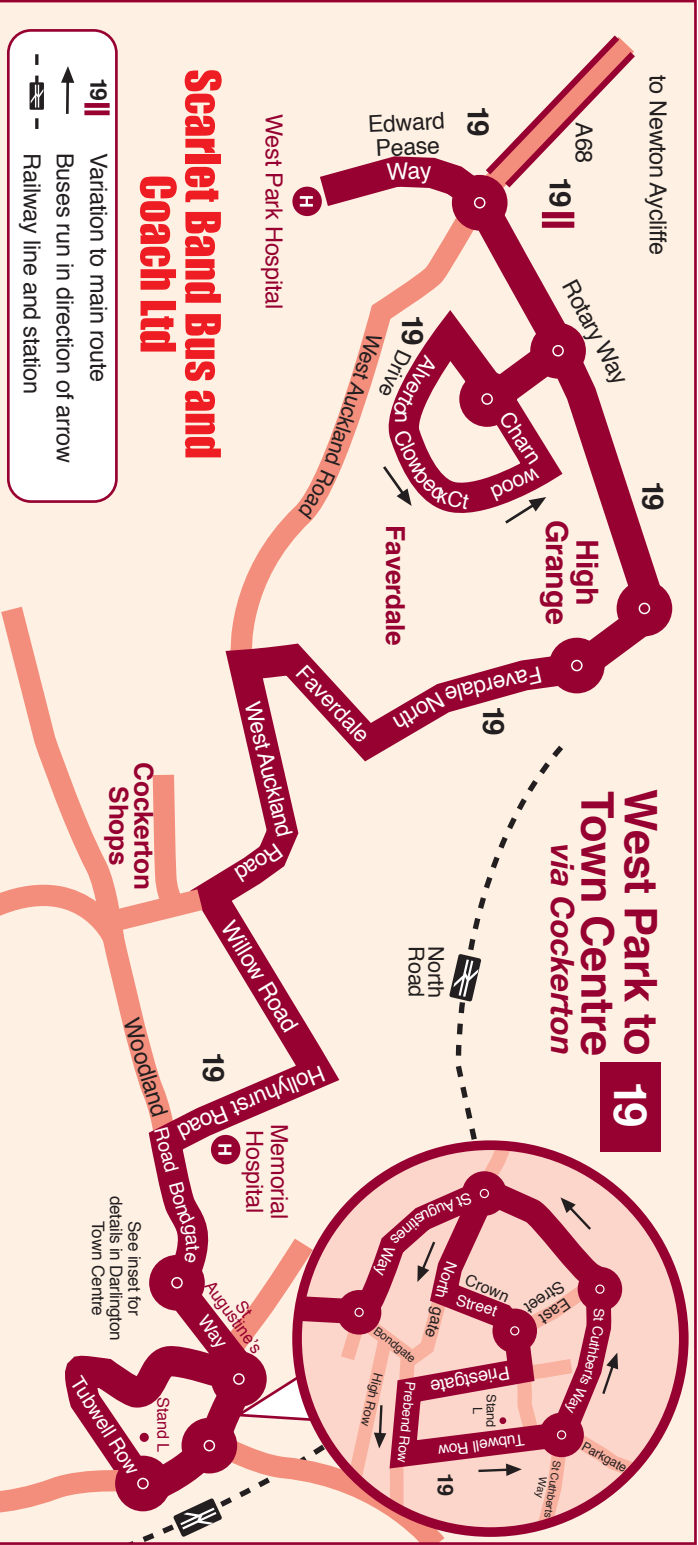 West Park to
Town Centre
via Cockerton
19
to Newton Aycliffe
A68
19
19
Edward
Pease
Way
H
West Park Hospital
Rotary Way
19
High
Grange
Charn
wood
Clowbeck Ct
Alverton
Drive
19
Faverdale
West Auckland Road
Faverdale North
19
Faverdale
West Auckland
Road
Cockerton
Shops
Willow Road
Hollyhurst Road
19
North
Road
Memorial
Hospital
H
Woodland
Road
Bondgate
St
Augustine's
Way
See inset for
details in Darlington
Town Centre
Stand L
Tubwell Row
St Augustines
Way
North
gate
Crown
Street
East
Street
St Cuthberts Way
Bondgate
High Row
Priestgate
Prebend Row
Stand
L
Tubwell Row
19
Parkgate
St Cuthberts
Way
Scarlet Band Bus and
Coach Ltd
19 Variation to main route
Buses run in direction of arrow
Railway line and station